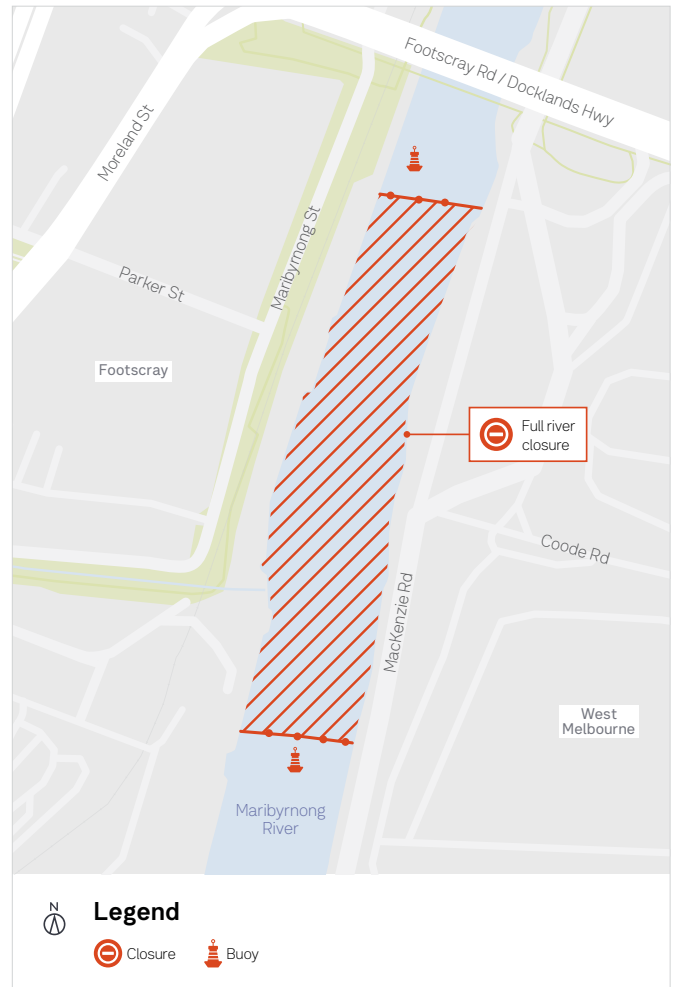 Footscray Rd / Docklands Hwy
Moreland St
Maribyrnong St
Parker St
Footscray
Full river
closure
Coode Rd
MacKenzie Rd
West
Melbourne
Maribyrnong
River
N
Legend
Closure
Buoy